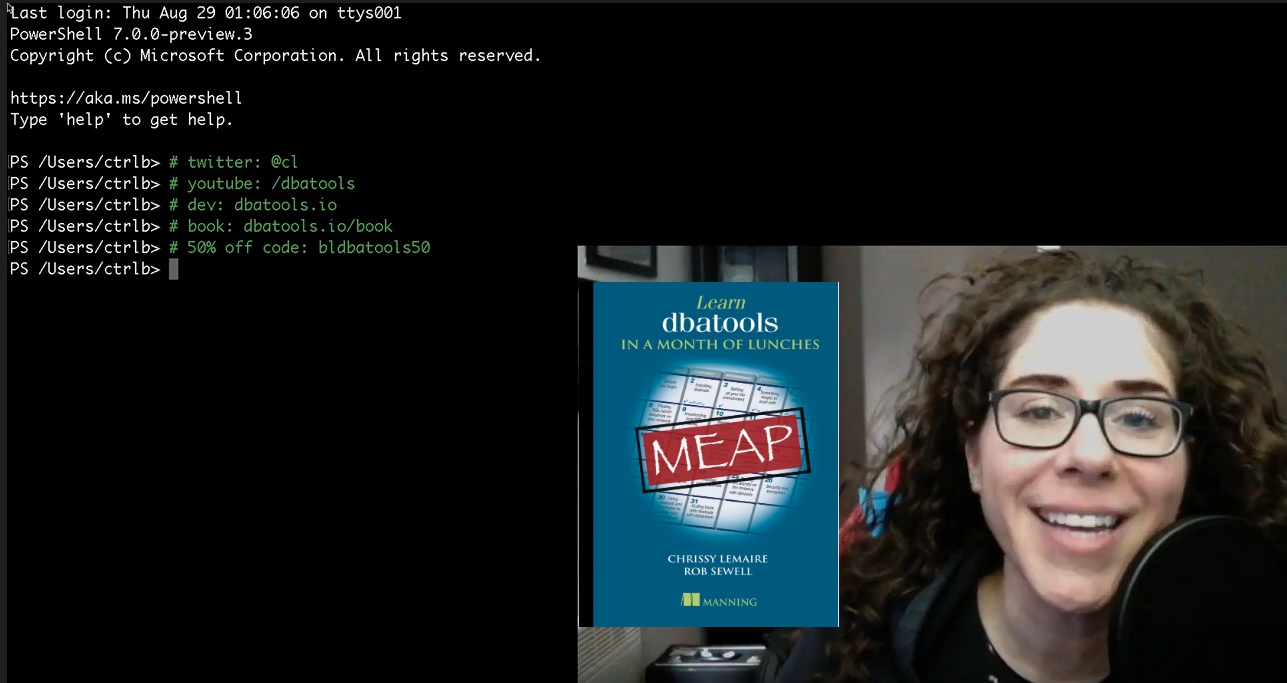 Last login: Thu Aug 29 01:06:06 on ttys001
PowerShell 7.0.0-preview.3
Copyright (c) Microsoft Corporation. All rights reserved.
https://aka.ms/powershell
Type 'help' to get help.
PS /Users/ctrlb> # twitter: @cl
PS /Users/ctrlb> # youtube: /dbatools
PS /Users/ctrlb> # dev: dbatools.io
PS /Users/ctrlb> # book: dbatools.io/book
PS /Users/ctrlb> # 50% off code: bldbatools50
PS /Users/ctrlb>
Learn
dbatools
IN A MONTH OF LUNCHES
MEAP
CHRISSY LEMAIRE
ROB SEWELL
MANNING